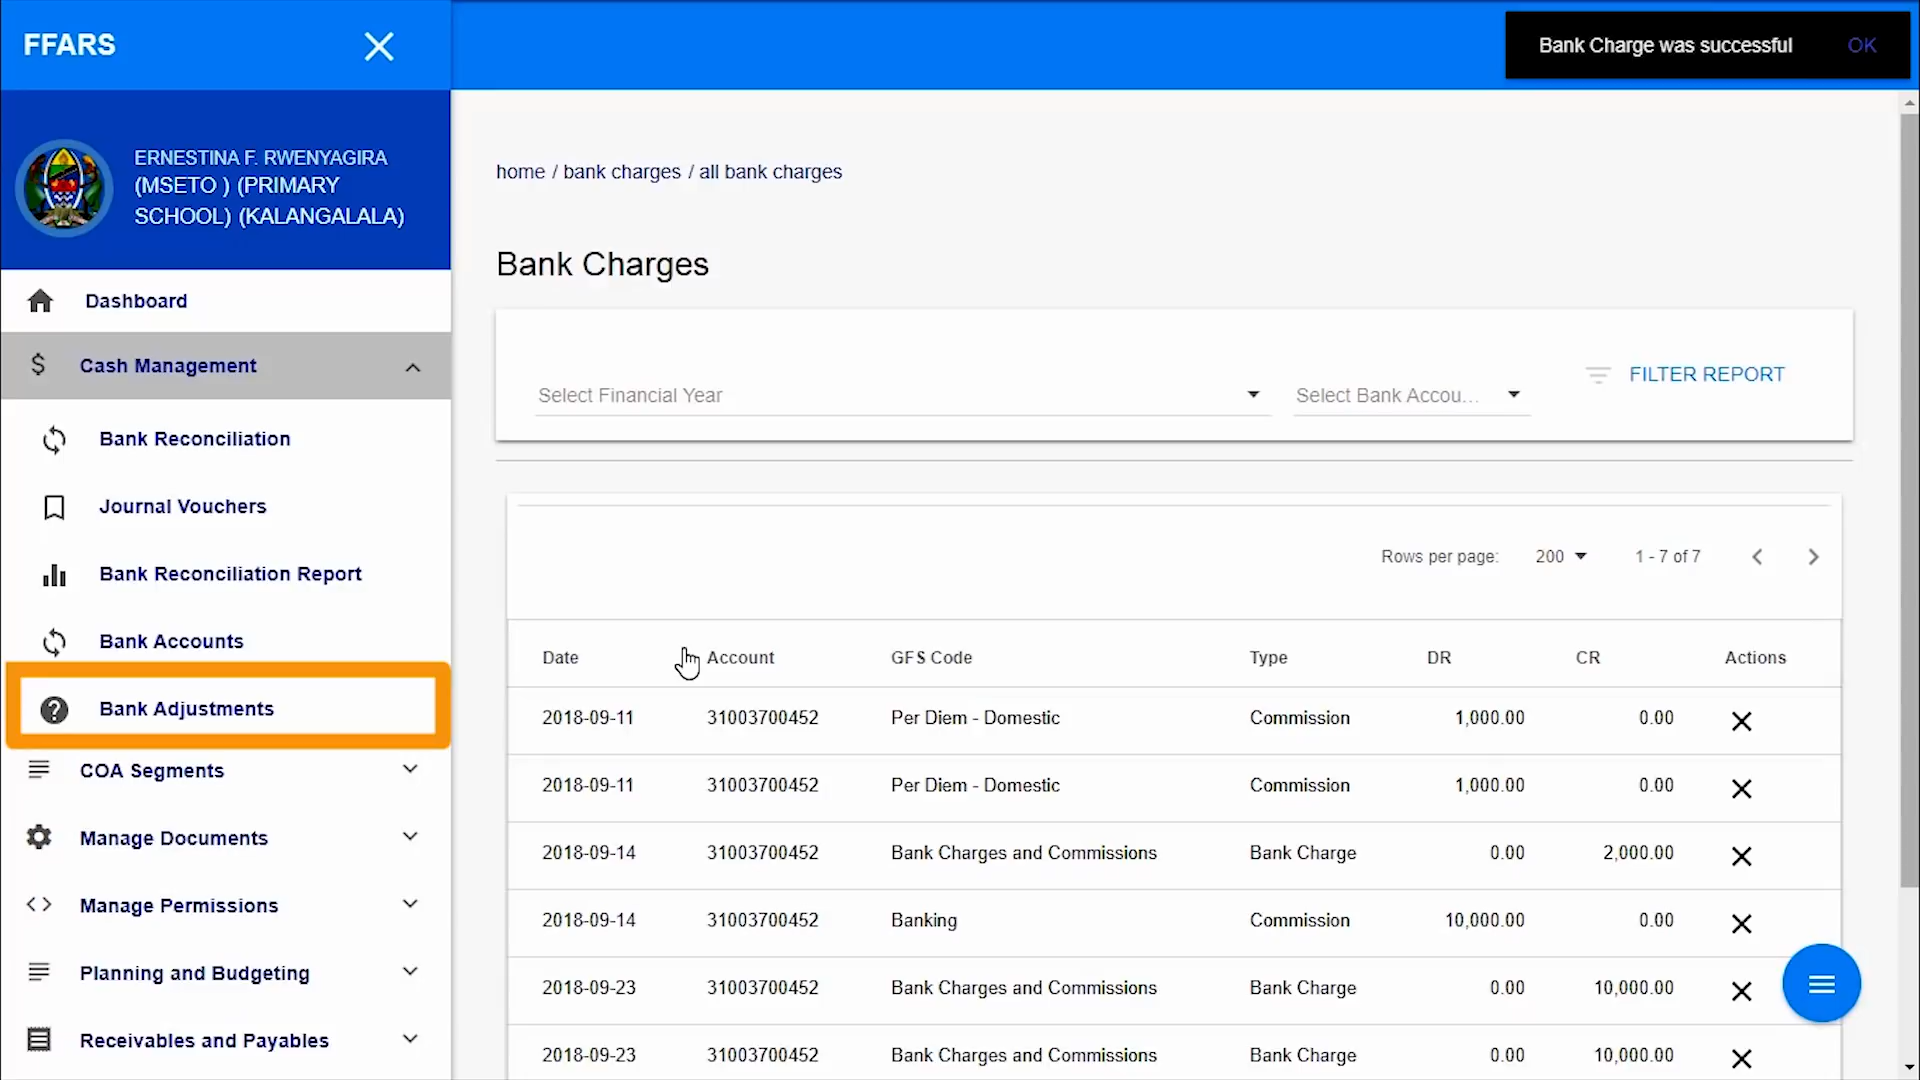 FFARS
Bank Charge was successful OK
ERNESTINA F. RWENYAGIRA
(MSETO ) (PRIMARY
SCHOOL) (KALANGALALA)
Dashboard
Cash Management
Bank Reconciliation
Journal Vouchers
Bank Reconciliation Report
Bank Accounts
Bank Adjustments
COA Segments
Manage Documents
Manage Permissions
Planning and Budgeting
Receivables and Payables
home / bank charges / all bank charges
Bank Charges
Select Financial Year Select Bank Accou... FILTER REPORT
Rows per page: 200 1 - 7 of 7
Date Account GFS Code Type DR CR Actions
2018-09-11 31003700452 Per Diem - Domestic Commission 1,000.00 0.00
2018-09-11 31003700452 Per Diem - Domestic Commission 1,000.00 0.00
2018-09-14 31003700452 Bank Charges and Commissions Bank Charge 0.00 2,000.00
2018-09-14 31003700452 Banking Commission 10,000.00 0.00
2018-09-23 31003700452 Bank Charges and Commissions Bank Charge 0.00 10,000.00
2018-09-23 31003700452 Bank Charges and Commissions Bank Charge 0.00 10,000.00